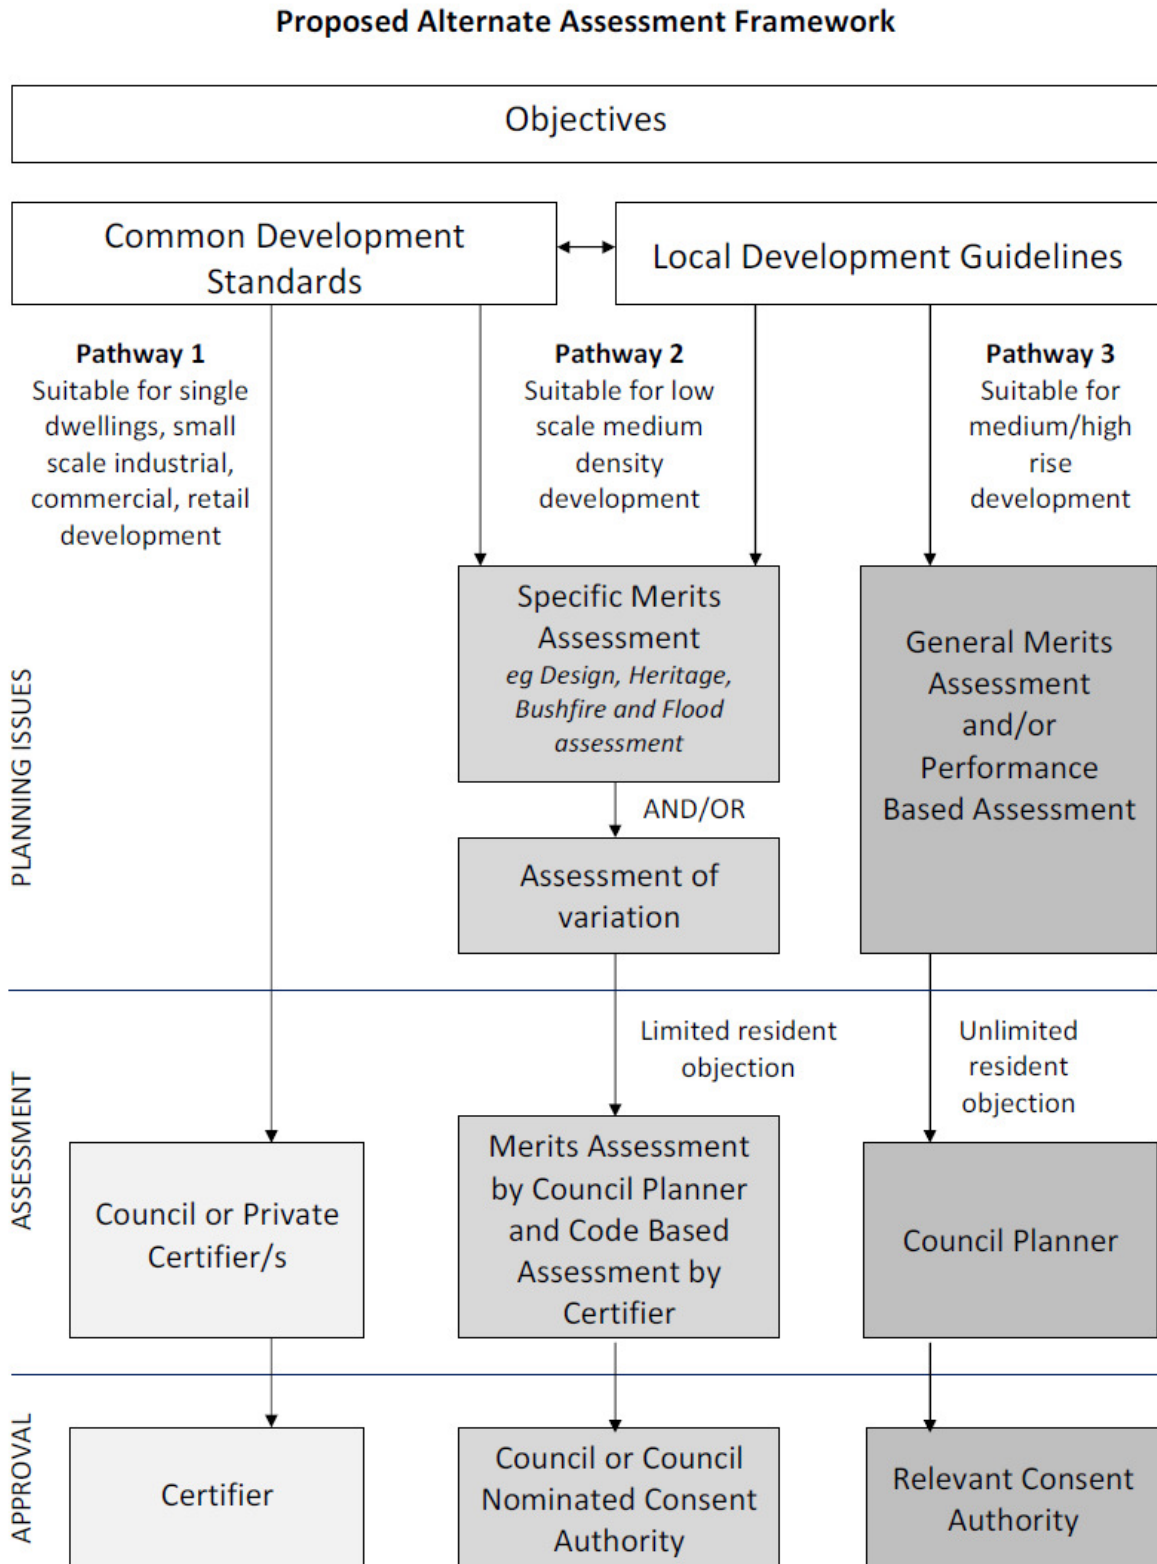 Proposed Alternate Assessment Framework
Objectives
Common Development
Standards
Local Development Guidelines
Pathway 1
Suitable for single
dwellings, small
scale industrial,
commercial, retail
development
Pathway 2
Suitable for low
scale medium
density
development
Pathway 3
Suitable for
medium/high
rise
development
PLANNING ISSUES
Specific Merits
Assessment
eg Design, Heritage,
Bushfire and Flood
assessment
AND/OR
Assessment of
variation
General Merits
Assessment
and/or
Performance
Based Assessment
ASSESSMENT
Limited resident
objection
Unlimited
resident
objection
Council or Private
Certifier/s
Merits Assessment
by Council Planner
and Code Based
Assessment by
Certifier
Council Planner
APPROVAL
Certifier
Council or Council
Nominated Consent
Authority
Relevant Consent
Authority